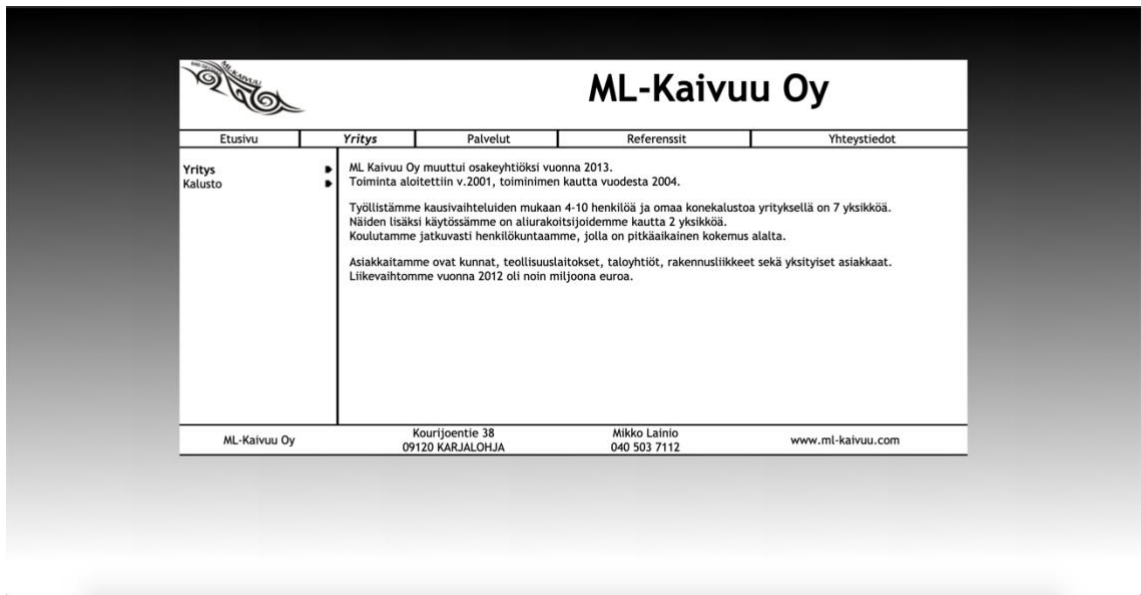 ML-KAIVUU
ML-Kaivuu Oy
Etusivu Yritys Palvelut Referenssit Yhteystiedot
Yritys
Kalusto
ML Kaivuu Oy muuttui osakeyhtiöksi vuonna 2013.
Toiminta aloitettiin v.2001, toiminimen kautta vuodesta 2004.
Työllistämme kausivaihteluiden mukaan 4-10 henkilöä ja omaa konekalustoa yrityksellä on 7 yksikköä.
Näiden lisäksi käytössämme on aliurakoitsijoidemme kautta 2 yksikköä.
Koulutamme jatkuvasti henkilökuntaamme, jolla on pitkäaikainen kokemus alalta.
Asiakkaitamme ovat kunnat, teollisuuslaitokset, taloyhtiöt, rakennusliikkeet sekä yksityiset asiakkaat.
Liikevaihtomme vuonna 2012 oli noin miljoona euroa.
ML-Kaivuu Oy
Kourijoentie 38
09120 KARJALOHJA
Mikko Lainio
040 503 7112
www.ml-kaivuu.com